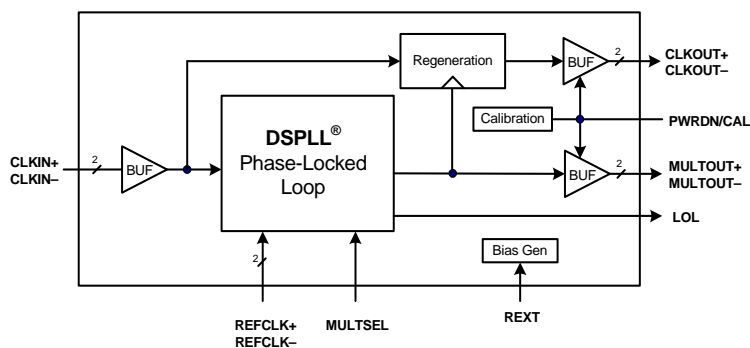 Regeneration
BUF
2
CLKOUT+
CLKOUT–
Calibration
PWRDN/CAL
DSPLL®
Phase-Locked
Loop
CLKIN+
CLKIN–
2
BUF
BUF
2
MULTOUT+
MULTOUT–
LOL
Bias Gen
2
REFCLK+
REFCLK–
MULTSEL
REXT